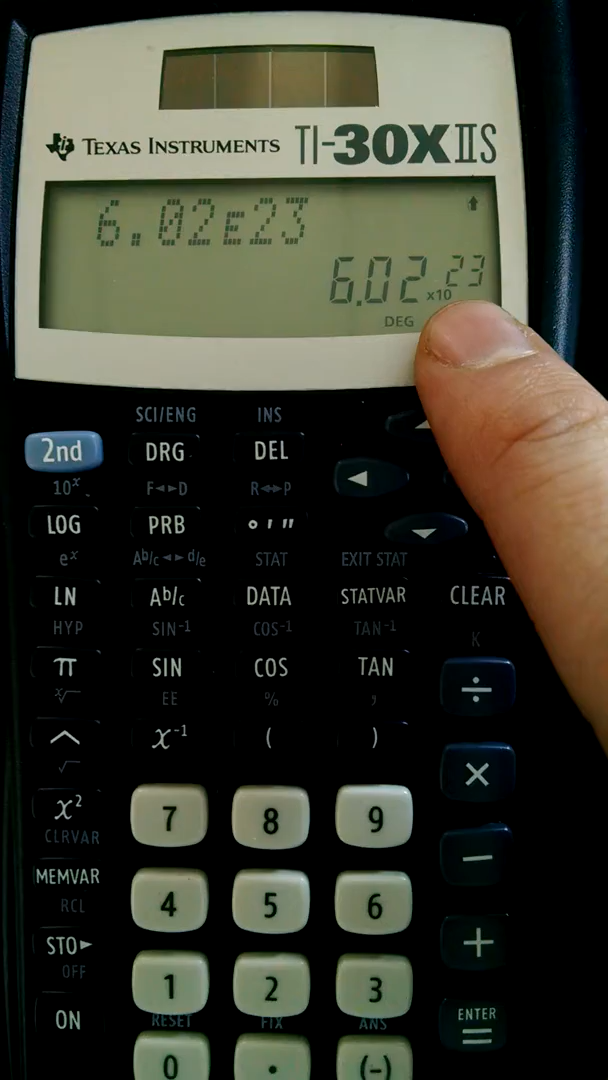 TEXAS INSTRUMENTS TI-30X IIS
6.02E23
6.02 x10 23
DEG
SCI/ENG INS
2nd DRG DEL
10ˣ F◄►D R◄►P
LOG PRB ° ' "
eˣ Ab/c ◄► d/e STAT EXIT STAT
LN Ab/c DATA STATVAR CLEAR
HYP SIN⁻¹ COS⁻¹ TAN⁻¹ K
π SIN COS TAN ÷
ˣ√ EE % ,
^ x⁻¹ ( ) ×
√
x² 7 8 9 −
CLRVAR
MEMVAR 4 5 6 +
RCL
STO► 1 2 3
OFF
ON RESET FIX ANS ENTER =
0 . (-)